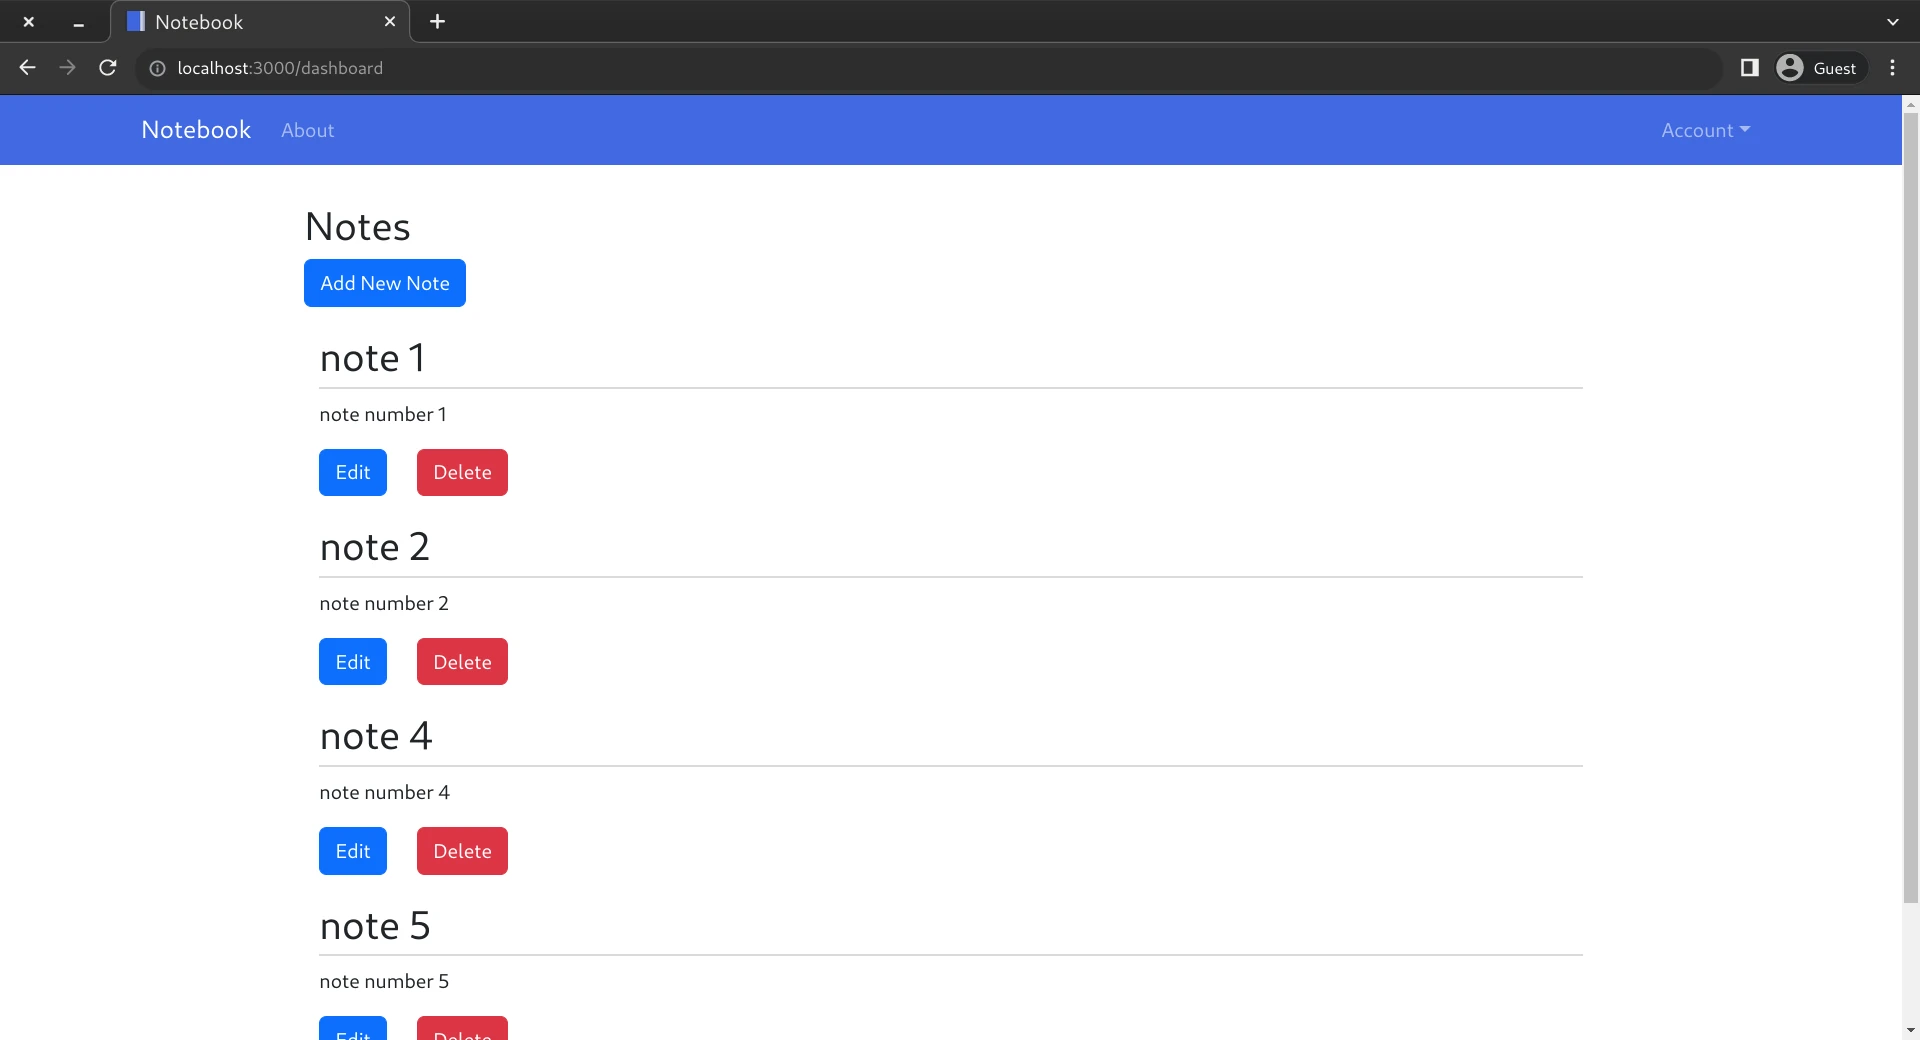 Notebook
localhost:3000/dashboard
Guest
Notebook About Account
Notes
Add New Note
note 1
note number 1
Edit Delete
note 2
note number 2
Edit Delete
note 4
note number 4
Edit Delete
note 5
note number 5
Edit Delete